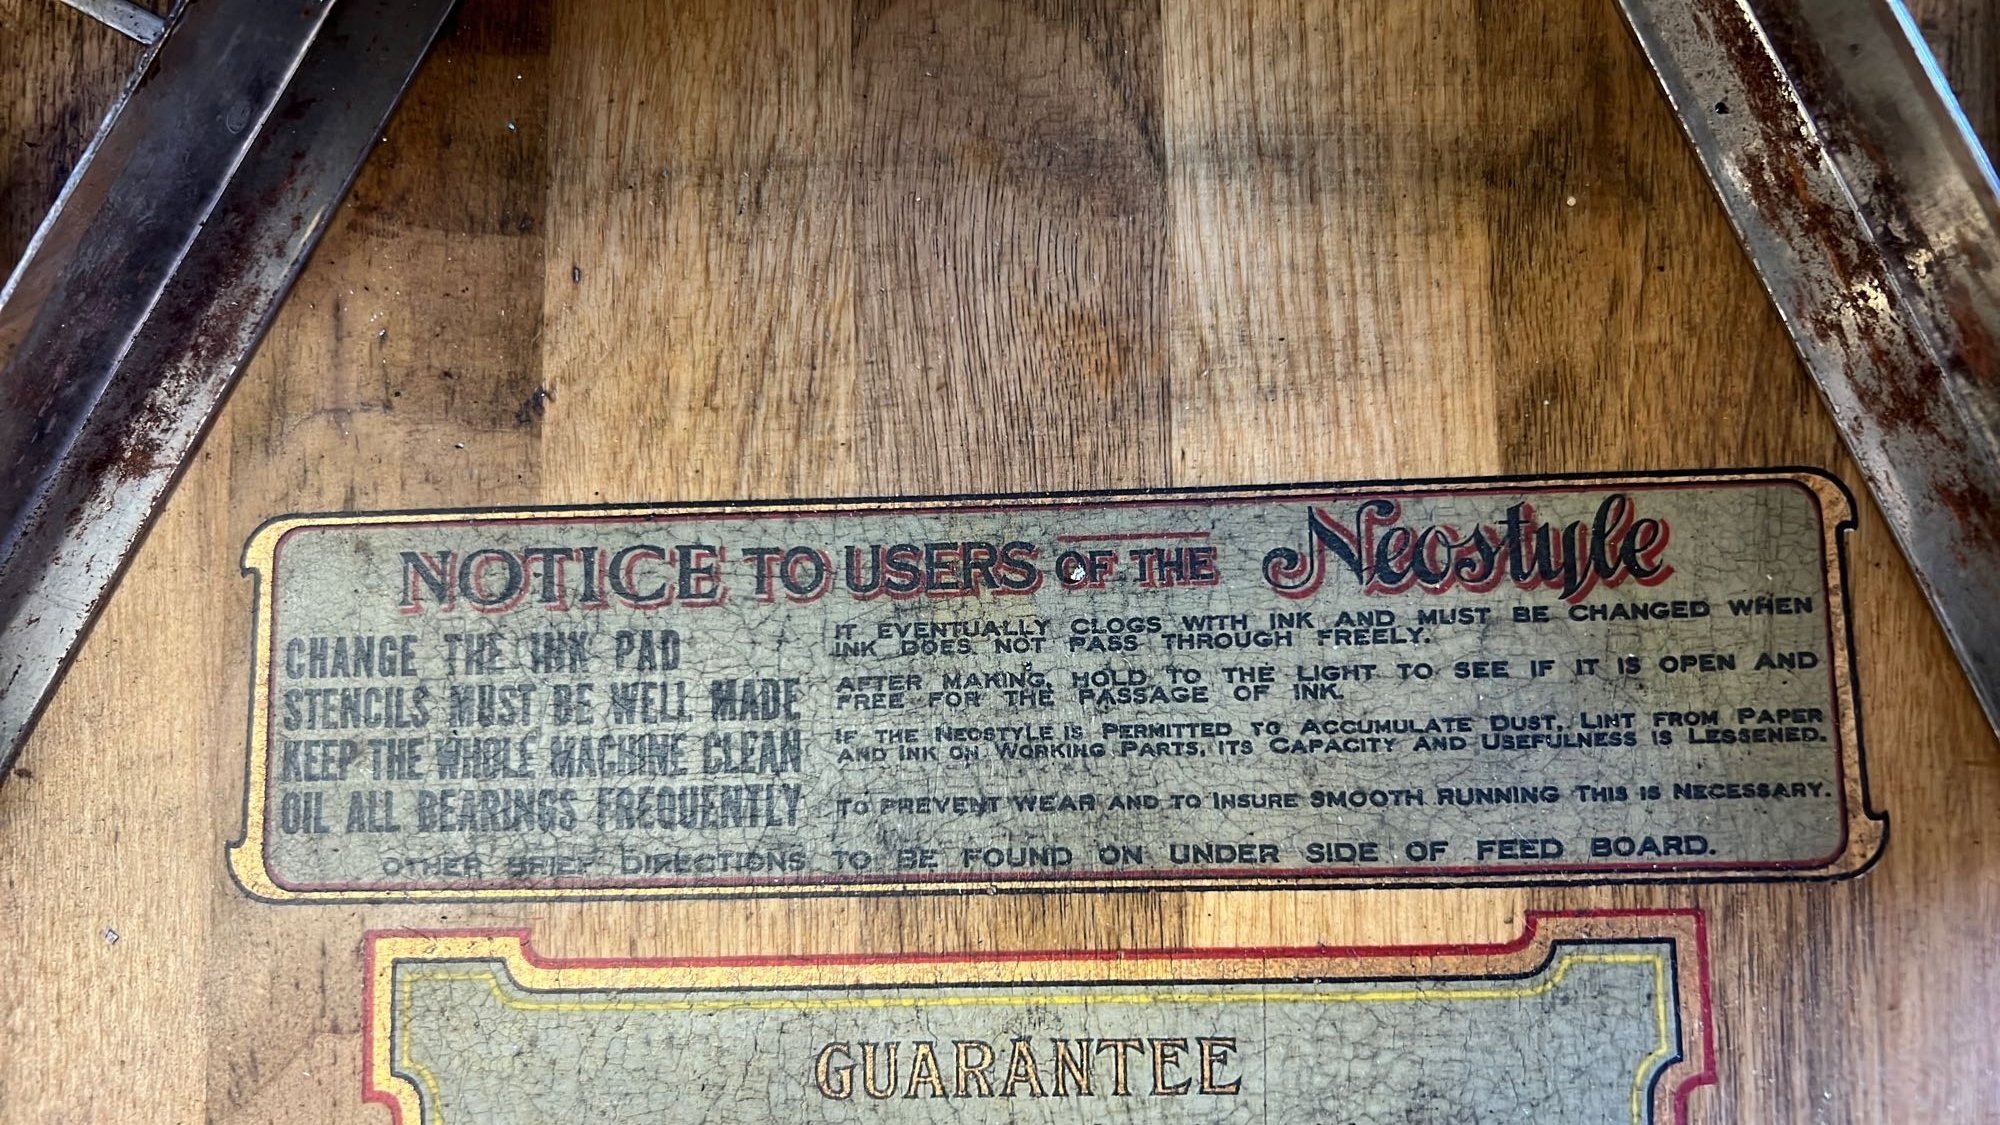 NOTICE TO USERS OF THE Neostyle
CHANGE THE INK PAD
IT EVENTUALLY CLOGS WITH INK AND MUST BE CHANGED WHEN
INK DOES NOT PASS THROUGH FREELY.
STENCILS MUST BE WELL MADE
AFTER MAKING, HOLD TO THE LIGHT TO SEE IF IT IS OPEN AND
FREE FOR THE PASSAGE OF INK.
KEEP THE WHOLE MACHINE CLEAN
IF THE NEOSTYLE IS PERMITTED TO ACCUMULATE DUST, LINT FROM PAPER
AND INK ON WORKING PARTS, ITS CAPACITY AND USEFULNESS IS LESSENED.
OIL ALL BEARINGS FREQUENTLY
TO PREVENT WEAR AND TO INSURE SMOOTH RUNNING THIS IS NECESSARY.
OTHER BRIEF DIRECTIONS TO BE FOUND ON UNDER SIDE OF FEED BOARD.
GUARANTEE